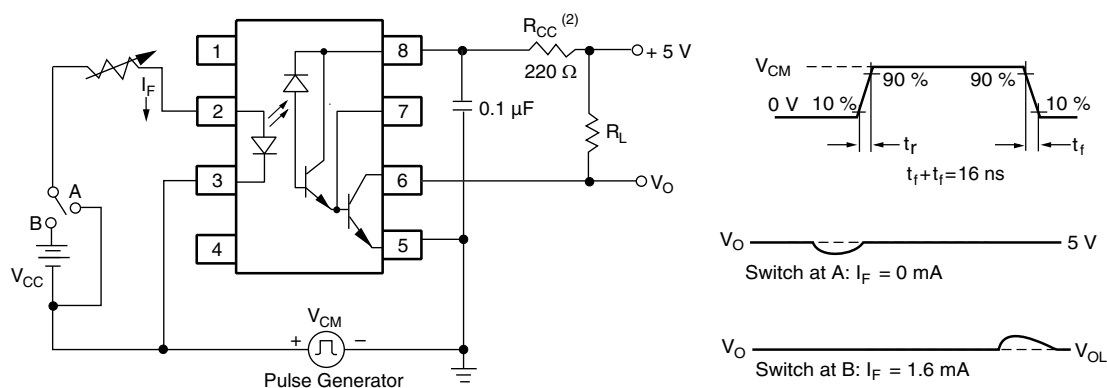 R_CC (2)
220 Ω
+ 5 V
1
8
I_F
2
7
0.1 µF
R_L
3
6
V_O
A
B
4
5
V_CC
V_CM
+
−
Pulse Generator
V_CM
90 %
90 %
0 V
10 %
10 %
t_r
t_f
t_f+t_f=16 ns
V_O
5 V
Switch at A: I_F = 0 mA
V_O
V_OL
Switch at B: I_F = 1.6 mA